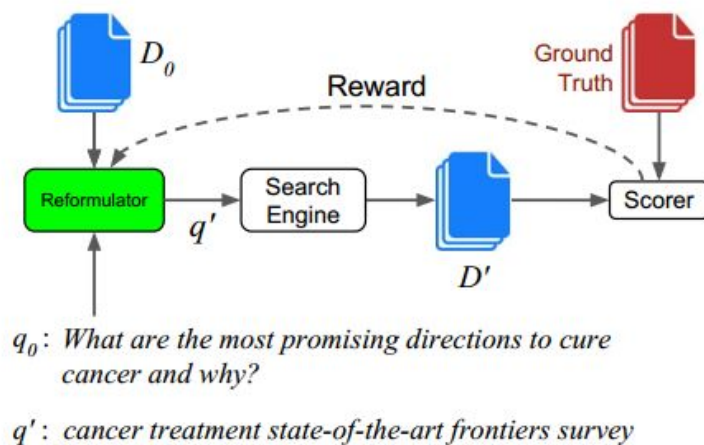 D₀
Ground
Truth
Reward
Reformulator
q'
Search
Engine
D'
Scorer
q₀ : What are the most promising directions to cure
cancer and why?
q' : cancer treatment state-of-the-art frontiers survey